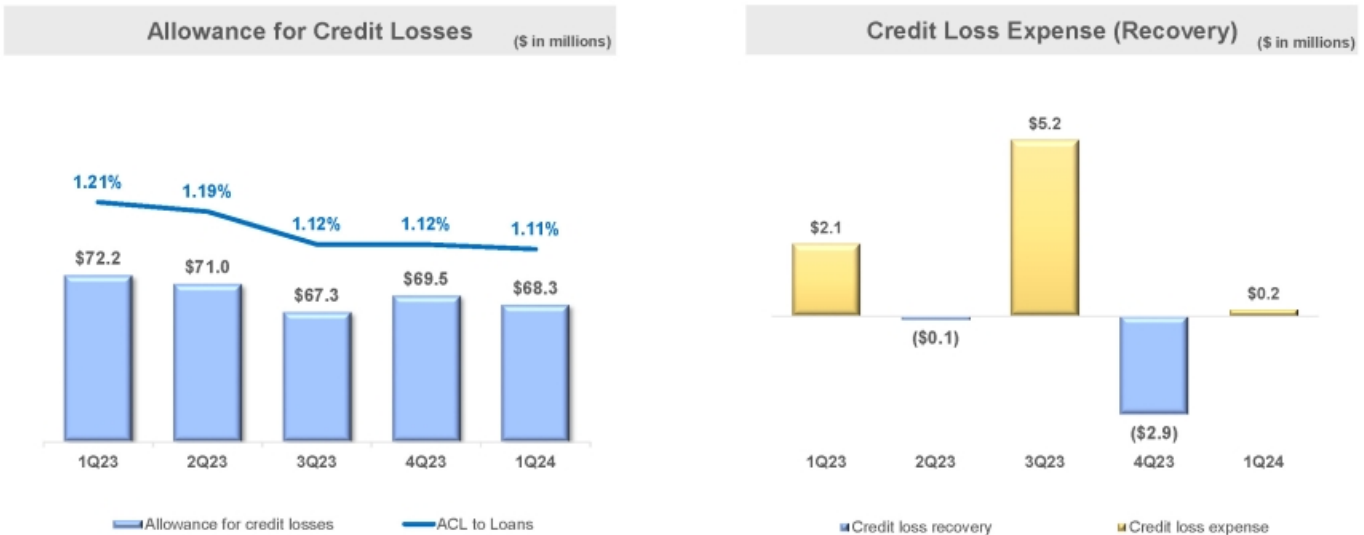 Allowance for Credit Losses ($ in millions)
1.21%
1.19%
1.12%
1.12%
1.11%
$72.2
$71.0
$67.3
$69.5
$68.3
1Q23 2Q23 3Q23 4Q23 1Q24
Allowance for credit losses ACL to Loans
Credit Loss Expense (Recovery) ($ in millions)
$5.2
$2.1
$0.2
($0.1)
($2.9)
1Q23 2Q23 3Q23 4Q23 1Q24
Credit loss recovery Credit loss expense